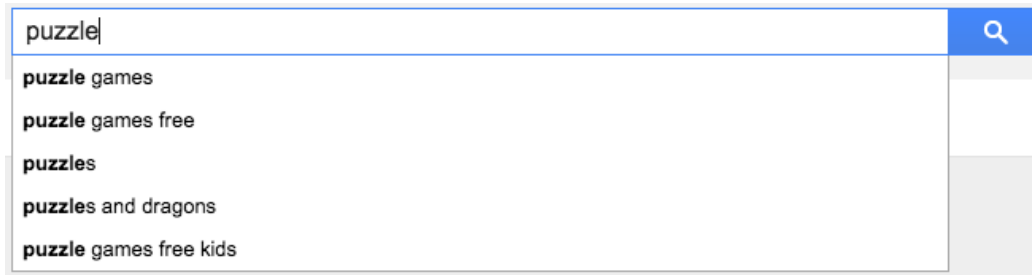 puzzle
puzzle games
puzzle games free
puzzles
puzzles and dragons
puzzle games free kids